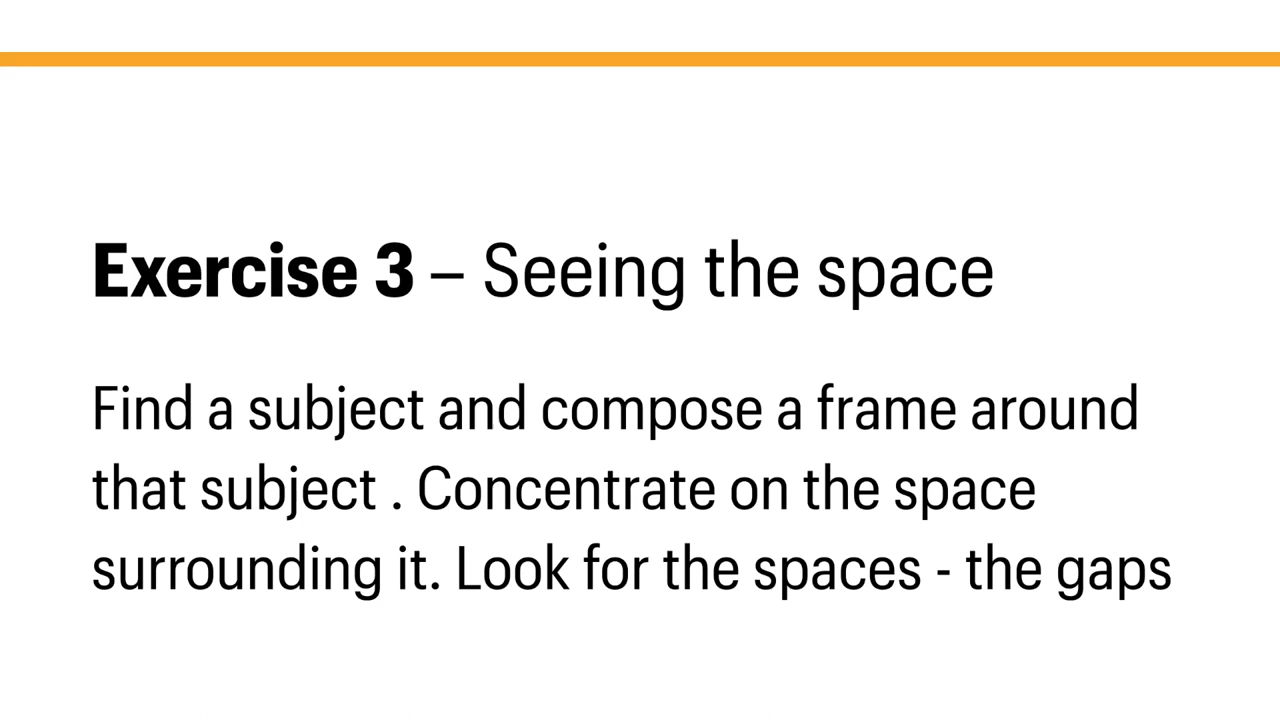 Exercise 3 – Seeing the space
Find a subject and compose a frame around
that subject . Concentrate on the space
surrounding it. Look for the spaces - the gaps